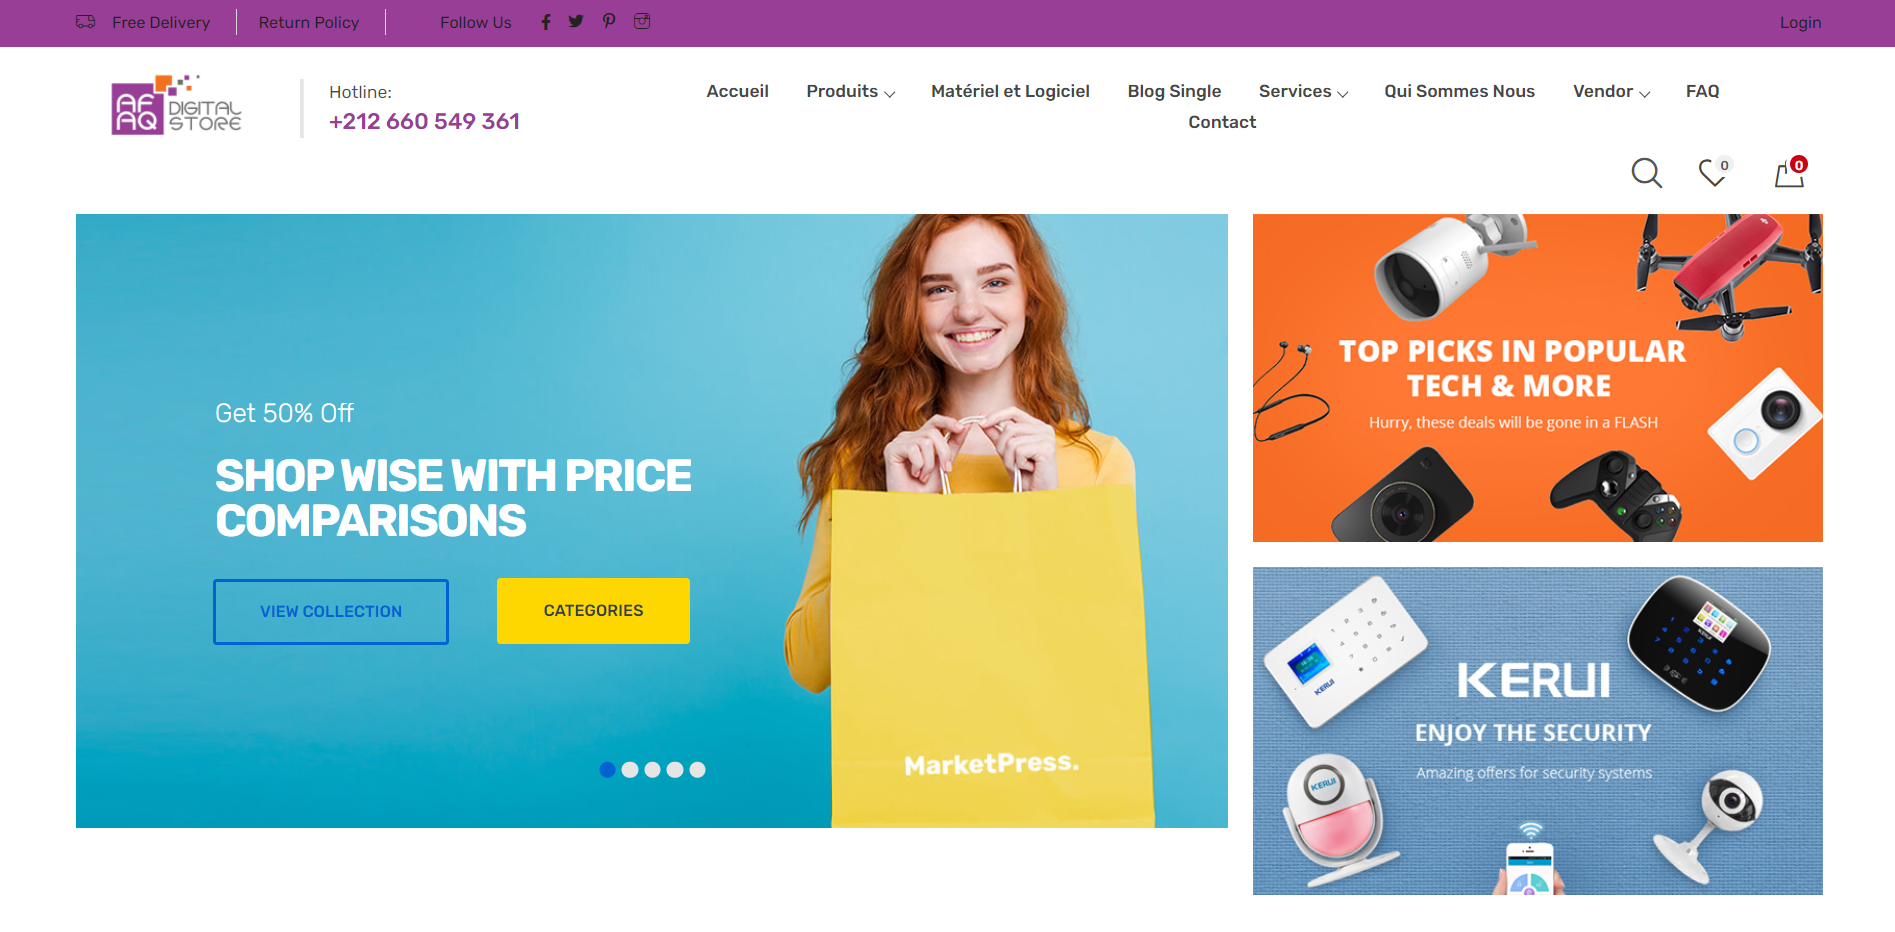 Free Delivery
Return Policy
Follow Us
Login
AFAQ DIGITAL STORE
Hotline:
+212 660 549 361
Accueil
Produits
Matériel et Logiciel
Blog Single
Services
Qui Sommes Nous
Vendor
FAQ
Contact
0
0
Get 50% Off
SHOP WISE WITH PRICE
COMPARISONS
VIEW COLLECTION
CATEGORIES
MarketPress.
TOP PICKS IN POPULAR
TECH & MORE
Hurry, these deals will be gone in a FLASH
KERUI
KERUI
KERUI
ENJOY THE SECURITY
Amazing offers for security systems
KERUI